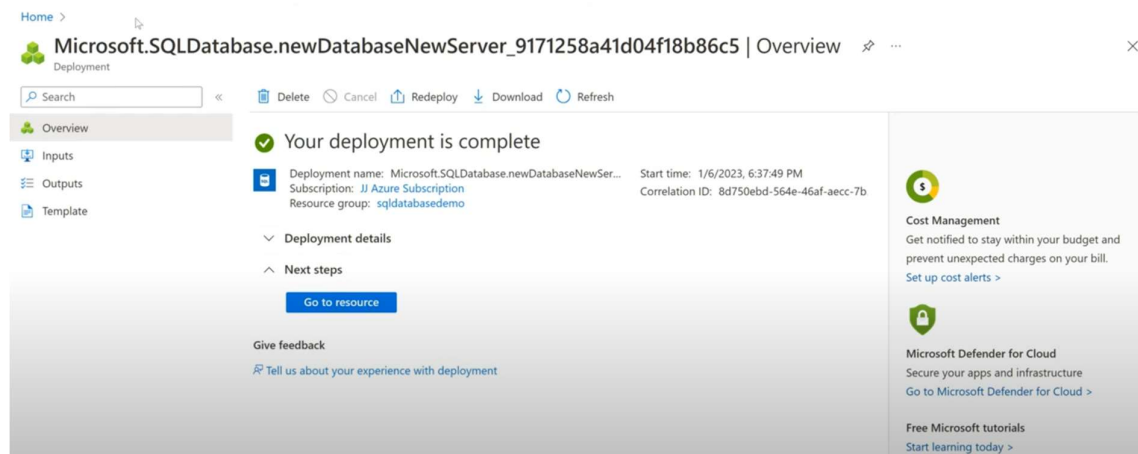 Home >
Microsoft.SQLDatabase.newDatabaseNewServer_9171258a41d04f18b86c5 | Overview
Deployment
Search
Delete Cancel Redeploy Download Refresh
Overview
Inputs
Outputs
Template
Your deployment is complete
Deployment name: Microsoft.SQLDatabase.newDatabaseNewSer...
Subscription: JJ Azure Subscription
Resource group: sqldatabasedemo
Start time: 1/6/2023, 6:37:49 PM
Correlation ID: 8d750ebd-564e-46af-aecc-7b
Deployment details
Next steps
Go to resource
Give feedback
Tell us about your experience with deployment
Cost Management
Get notified to stay within your budget and
prevent unexpected charges on your bill.
Set up cost alerts >
Microsoft Defender for Cloud
Secure your apps and infrastructure
Go to Microsoft Defender for Cloud >
Free Microsoft tutorials
Start learning today >